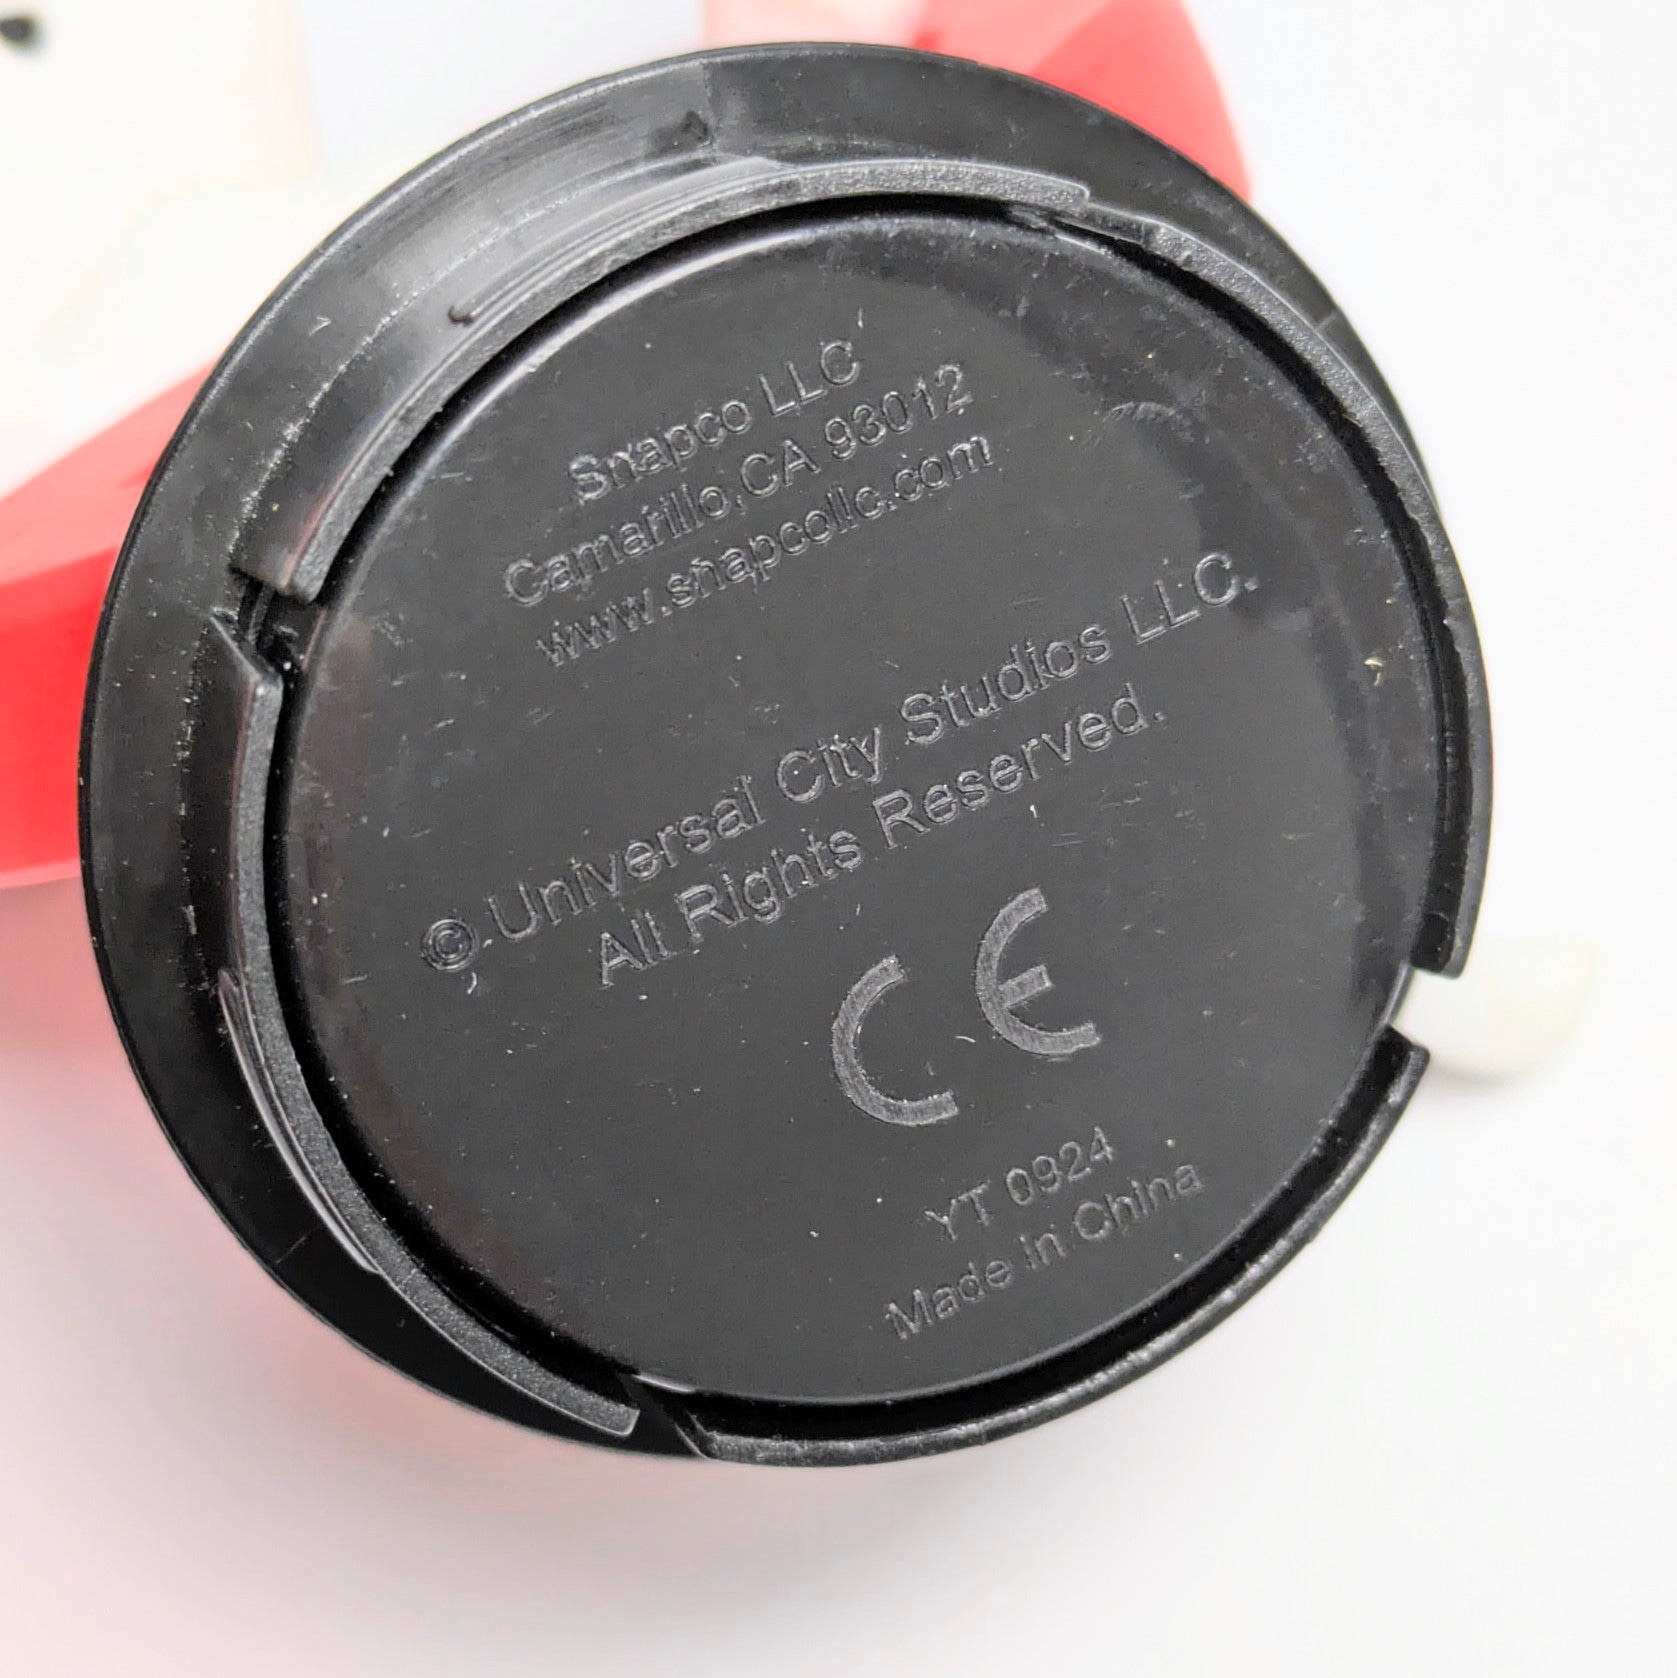 Snapco LLC
Camarillo, CA 93012
www.snapcollc.com
© Universal City Studios LLC.
All Rights Reserved.
CE
YT 0924
Made in China